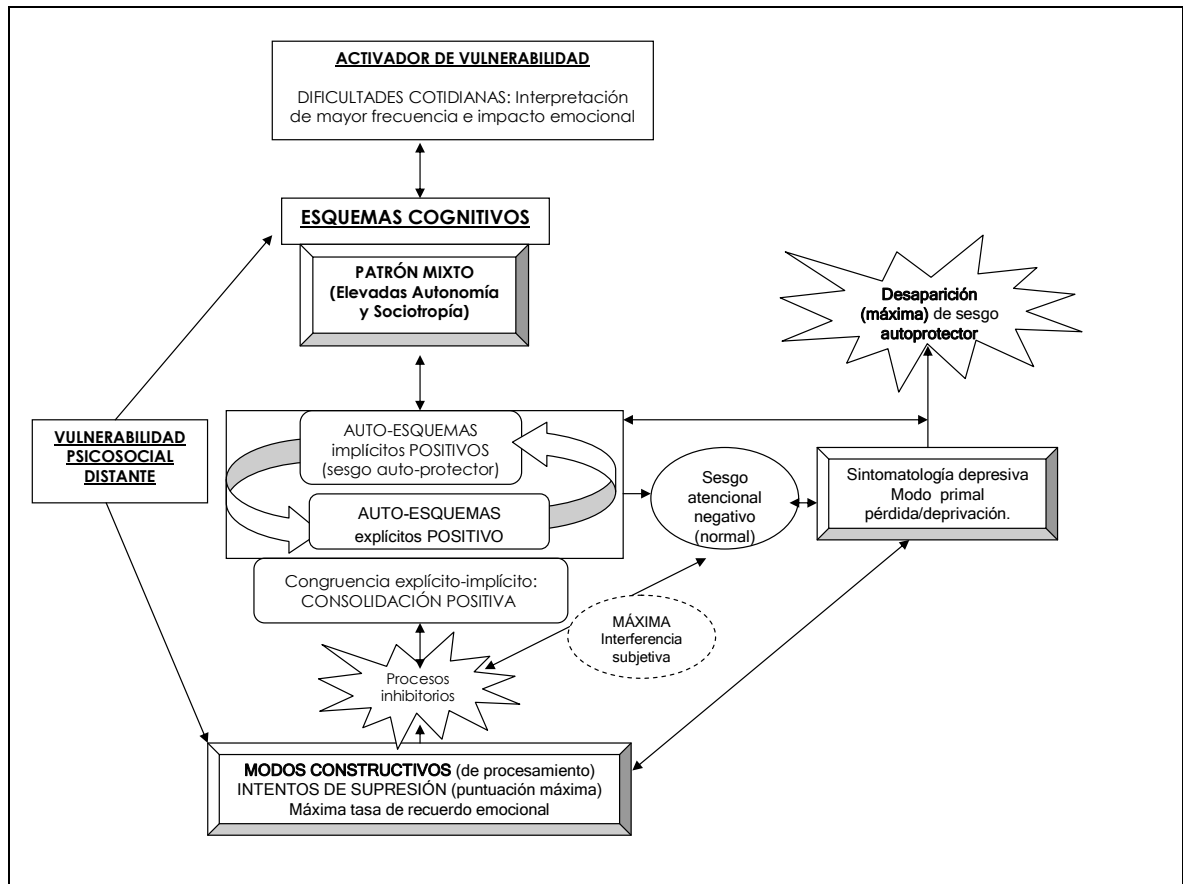 ACTIVADOR DE VULNERABILIDAD
DIFICULTADES COTIDIANAS: Interpretación
de mayor frecuencia e impacto emocional
ESQUEMAS COGNITIVOS
PATRÓN MIXTO
(Elevadas Autonomía
y Sociotropía)
Desaparición
(máxima) de sesgo
autoprotector
VULNERABILIDAD
PSICOSOCIAL
DISTANTE
AUTO-ESQUEMAS
implícitos POSITIVOS
(sesgo auto-protector)
AUTO-ESQUEMAS
explícitos POSITIVO
Sesgo
atencional
negativo
(normal)
Sintomatología depresiva
Modo primal
pérdida/deprivación.
Congruencia explícito-implícito:
CONSOLIDACIÓN POSITIVA
MÁXIMA
Interferencia
subjetiva
Procesos
inhibitorios
MODOS CONSTRUCTIVOS (de procesamiento)
INTENTOS DE SUPRESIÓN (puntuación máxima)
Máxima tasa de recuerdo emocional